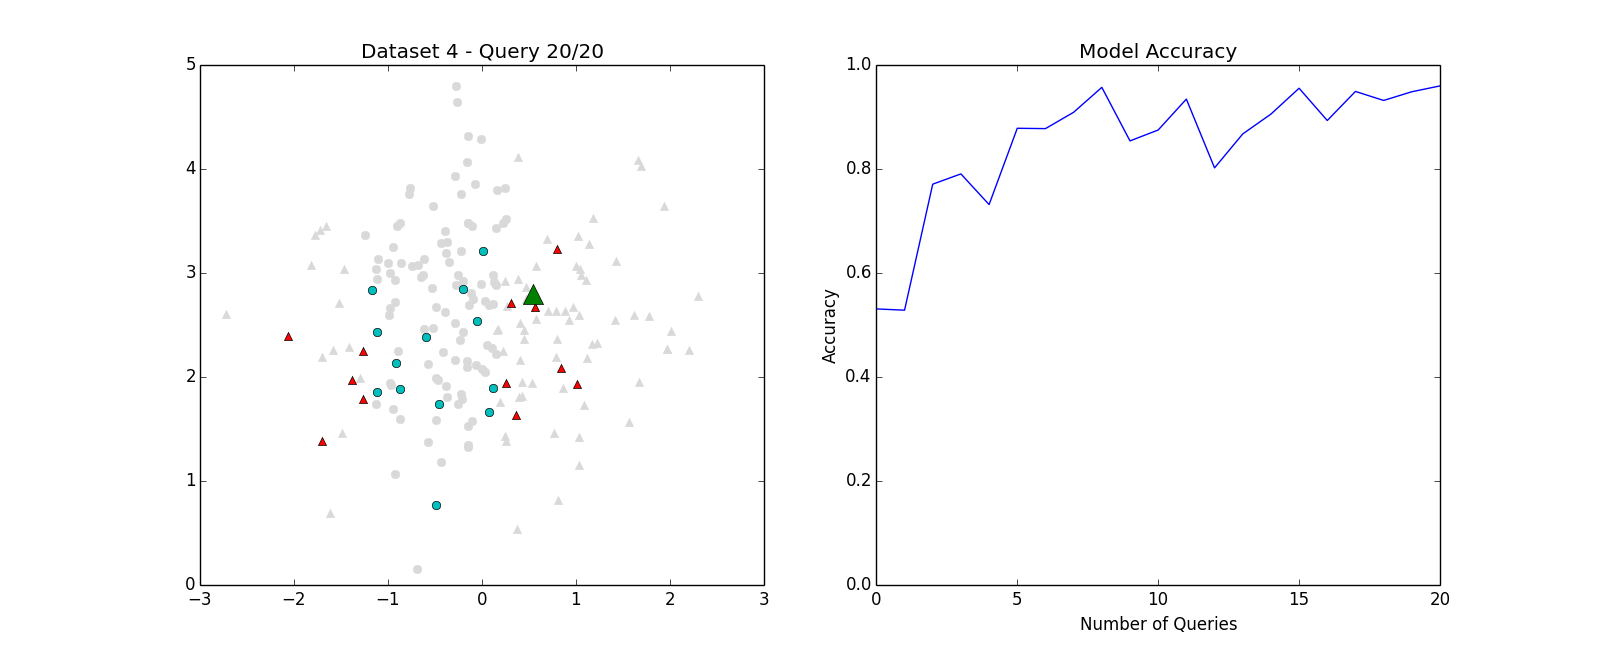 Dataset 4 - Query 20/20
5
4
3
2
1
0
−3 −2 −1 0 1 2 3
Model Accuracy
1.0
0.8
0.6
0.4
0.2
0.0
Accuracy
0 5 10 15 20
Number of Queries